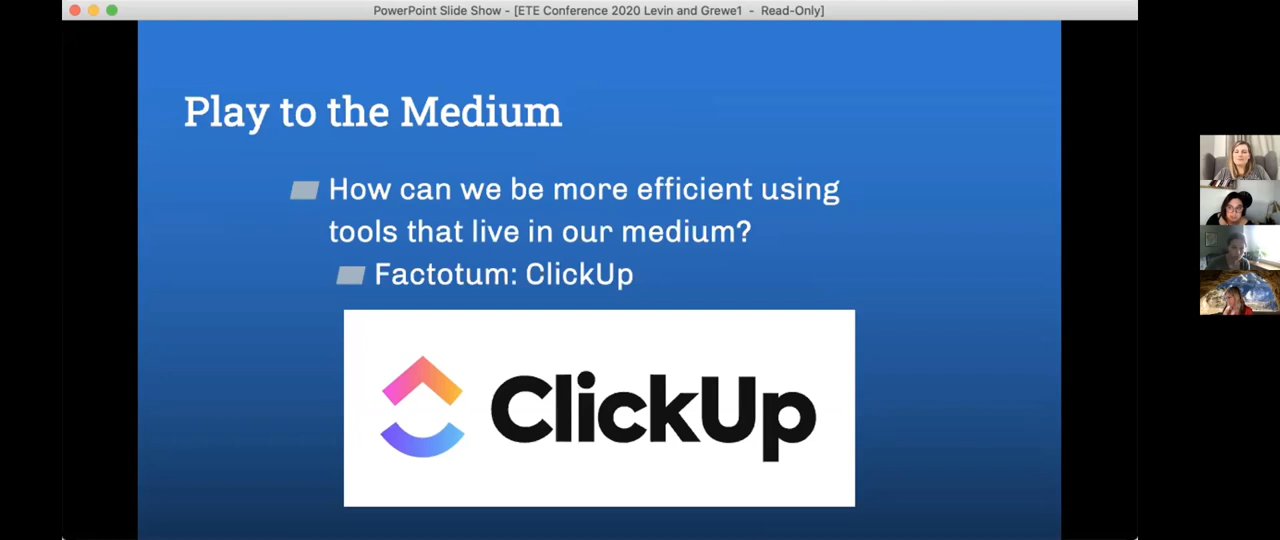 PowerPoint Slide Show - [ETE Conference 2020 Levin and Grewe1 - Read-Only]
Play to the Medium
How can we be more efficient using
tools that live in our medium?
Factotum: ClickUp
ClickUp